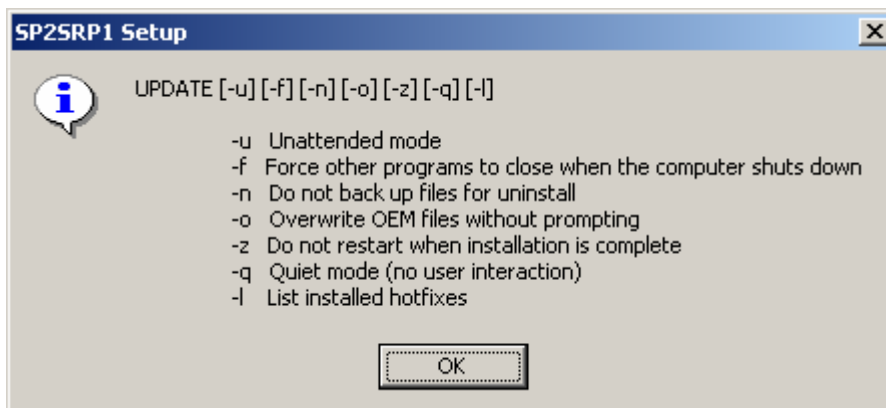 SP2SRP1 Setup
UPDATE [-u] [-f] [-n] [-o] [-z] [-q] [-l]
-u Unattended mode
-f Force other programs to close when the computer shuts down
-n Do not back up files for uninstall
-o Overwrite OEM files without prompting
-z Do not restart when installation is complete
-q Quiet mode (no user interaction)
-l List installed hotfixes
OK